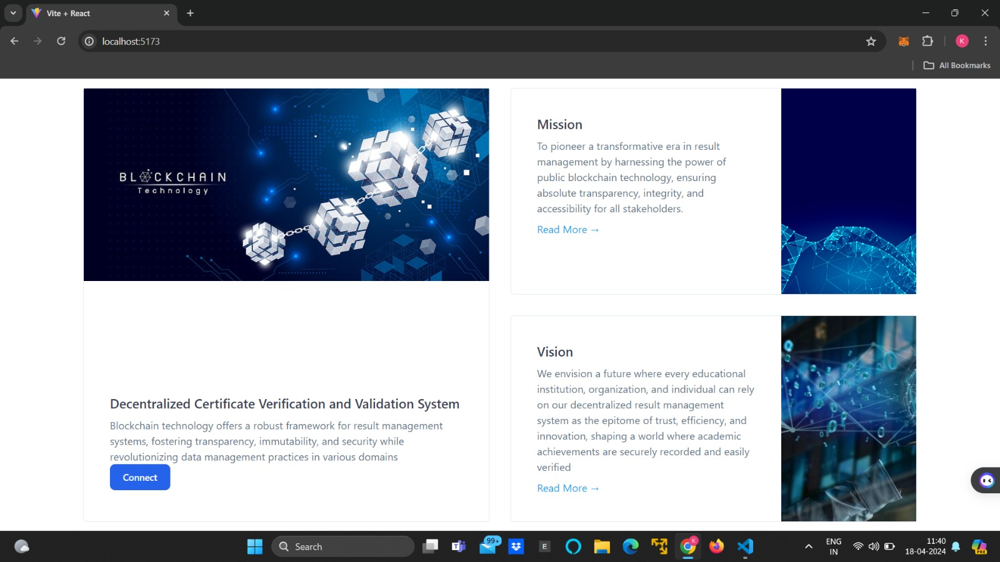 Vite + React
localhost:5173
K
All Bookmarks
BLOCKCHAIN
Technology
Decentralized Certificate Verification and Validation System
Blockchain technology offers a robust framework for result management
systems, fostering transparency, immutability, and security while
revolutionizing data management practices in various domains
Connect
Mission
To pioneer a transformative era in result
management by harnessing the power of
public blockchain technology, ensuring
absolute transparency, integrity, and
accessibility for all stakeholders.
Read More →
Vision
We envision a future where every educational
institution, organization, and individual can rely
on our decentralized result management
system as the epitome of trust, efficiency, and
innovation, shaping a world where academic
achievements are securely recorded and easily
verified
Read More →
Search
99+
E
K
ENG
IN
11:40
18-04-2024
PRE